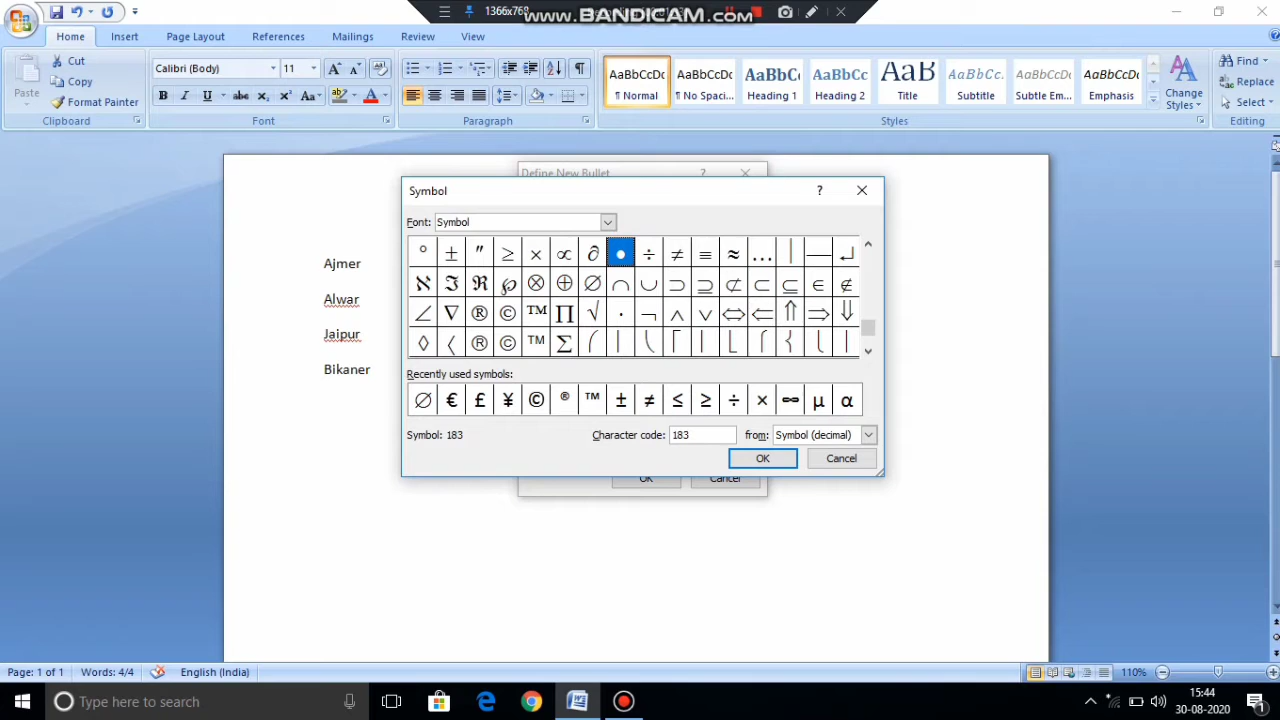 1366x768
www.BANDICAM.com
Home Insert Page Layout References Mailings Review View
Cut
Copy
Format Painter
Paste
Clipboard
Calibri (Body) 11
Font
Paragraph
AaBbCcDc AaBbCcDc AaBbC AaBbCc AaB AaBbCc. AaBbCcDc AaBbCcDc
¶ Normal ¶ No Spaci... Heading 1 Heading 2 Title Subtitle Subtle Em... Emphasis
Change
Styles
Styles
Find
Replace
Select
Editing
Define New Bullet
Symbol
Font: Symbol
° ± ″ ≥ × ∝ ∂ • ÷ ≠ ≡ ≈ … │ — ↵
ℵ ℑ ℜ ℘ ⊗ ⊕ ∅ ∩ ∪ ⊃ ⊇ ⊄ ⊂ ⊆ ∈ ∉
∠ ∇ ® © ™ ∏ √ · ¬ ∧ ∨ ⇔ ⇐ ⇑ ⇒ ⇓
◊ 〈 ® © ™ ∑ ⎛ ⎜ ⎝ ⎡ ⎢ ⎣ ⎧ ⎨ ⎩ ⎪
Recently used symbols:
∅ € £ ¥ © ® ™ ± ≠ ≤ ≥ ÷ × ∞ µ α
Symbol: 183
Character code: 183
from: Symbol (decimal)
OK Cancel
OK Cancel
Ajmer
Alwar
Jaipur
Bikaner
Page: 1 of 1 Words: 4/4 English (India)
110%
Type here to search
15:44
30-08-2020